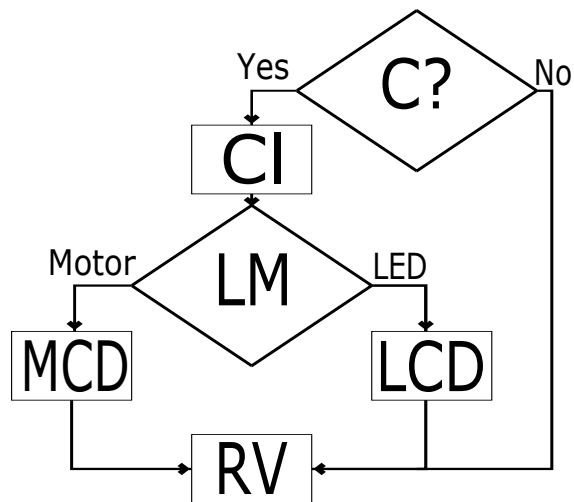 Yes
C?
No
CI
Motor
LM
LED
MCD
LCD
RV